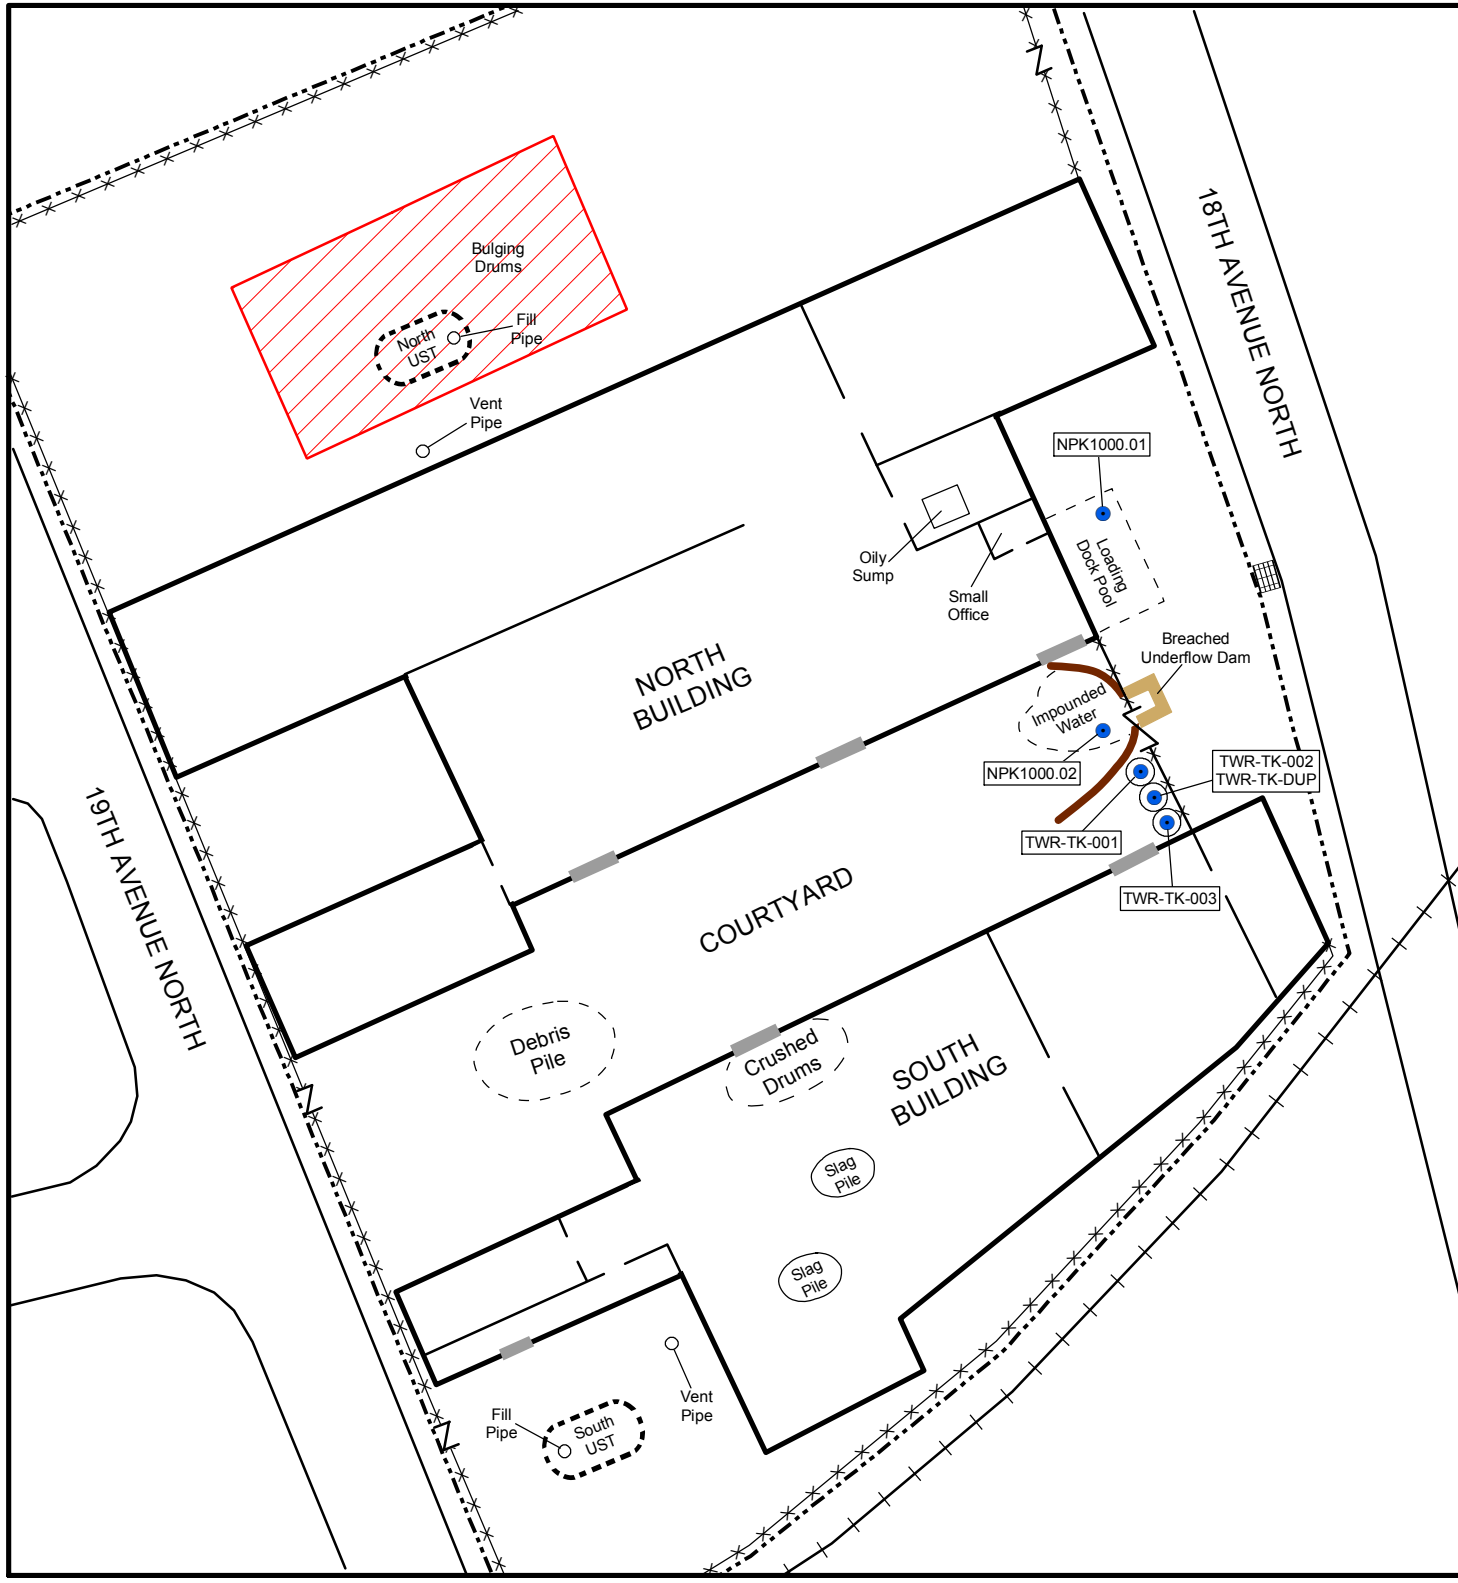 18TH AVENUE NORTH
Bulging
Drums
North
UST
Fill
Pipe
Vent
Pipe
NPK1000.01
Oily
Sump
Small
Office
Loading
Dock Pool
Breached
Underflow Dam
NORTH
BUILDING
Impounded
Water
NPK1000.02
TWR-TK-002
TWR-TK-DUP
TWR-TK-001
TWR-TK-003
19TH AVENUE NORTH
COURTYARD
Debris
Pile
Crushed
Drums
SOUTH
BUILDING
Slag
Pile
Slag
Pile
Vent
Pipe
Fill
Pipe
South
UST